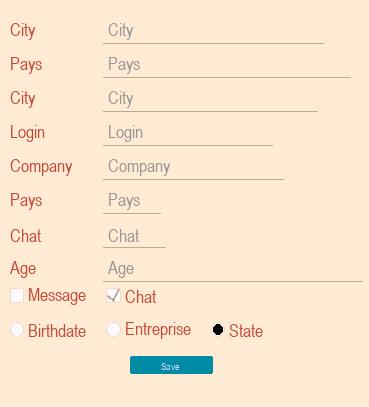 City City
Pays Pays
City City
Login Login
Company Company
Pays Pays
Chat Chat
Age Age
Message Chat
Birthdate Entreprise State
Save